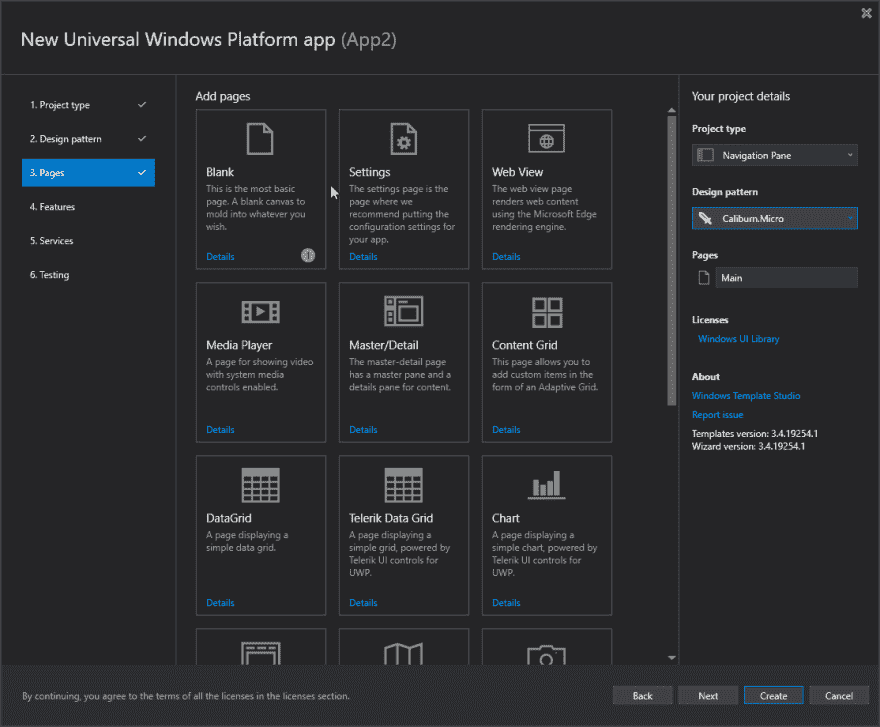 New Universal Windows Platform app (App2)
1. Project type
2. Design pattern
3. Pages
4. Features
5. Services
6. Testing
Add pages
Blank
This is the most basic
page. A blank canvas to
mold into whatever you
wish.
Details
Settings
The settings page is the
page where we
recommend putting the
configuration settings for
your app.
Details
Web View
The web view page
renders web content
using the Microsoft Edge
rendering engine.
Details
Media Player
A page for showing video
with system media
controls enabled.
Details
Master/Detail
The master-detail page
has a master pane and a
details pane for content.
Details
Content Grid
This page allows you to
add custom items in the
form of an Adaptive Grid.
Details
DataGrid
A page displaying a
simple data grid.
Details
Telerik Data Grid
A page displaying a
simple grid, powered by
Telerik UI controls for
UWP.
Details
Chart
A page displaying a
simple chart, powered by
Telerik UI controls for
UWP.
Details
Your project details
Project type
Navigation Pane
Design pattern
Caliburn.Micro
Pages
Main
Licenses
Windows UI Library
About
Windows Template Studio
Report issue
Templates version: 3.4.19254.1
Wizard version: 3.4.19254.1
By continuing, you agree to the terms of all the licenses in the licenses section.
Back
Next
Create
Cancel